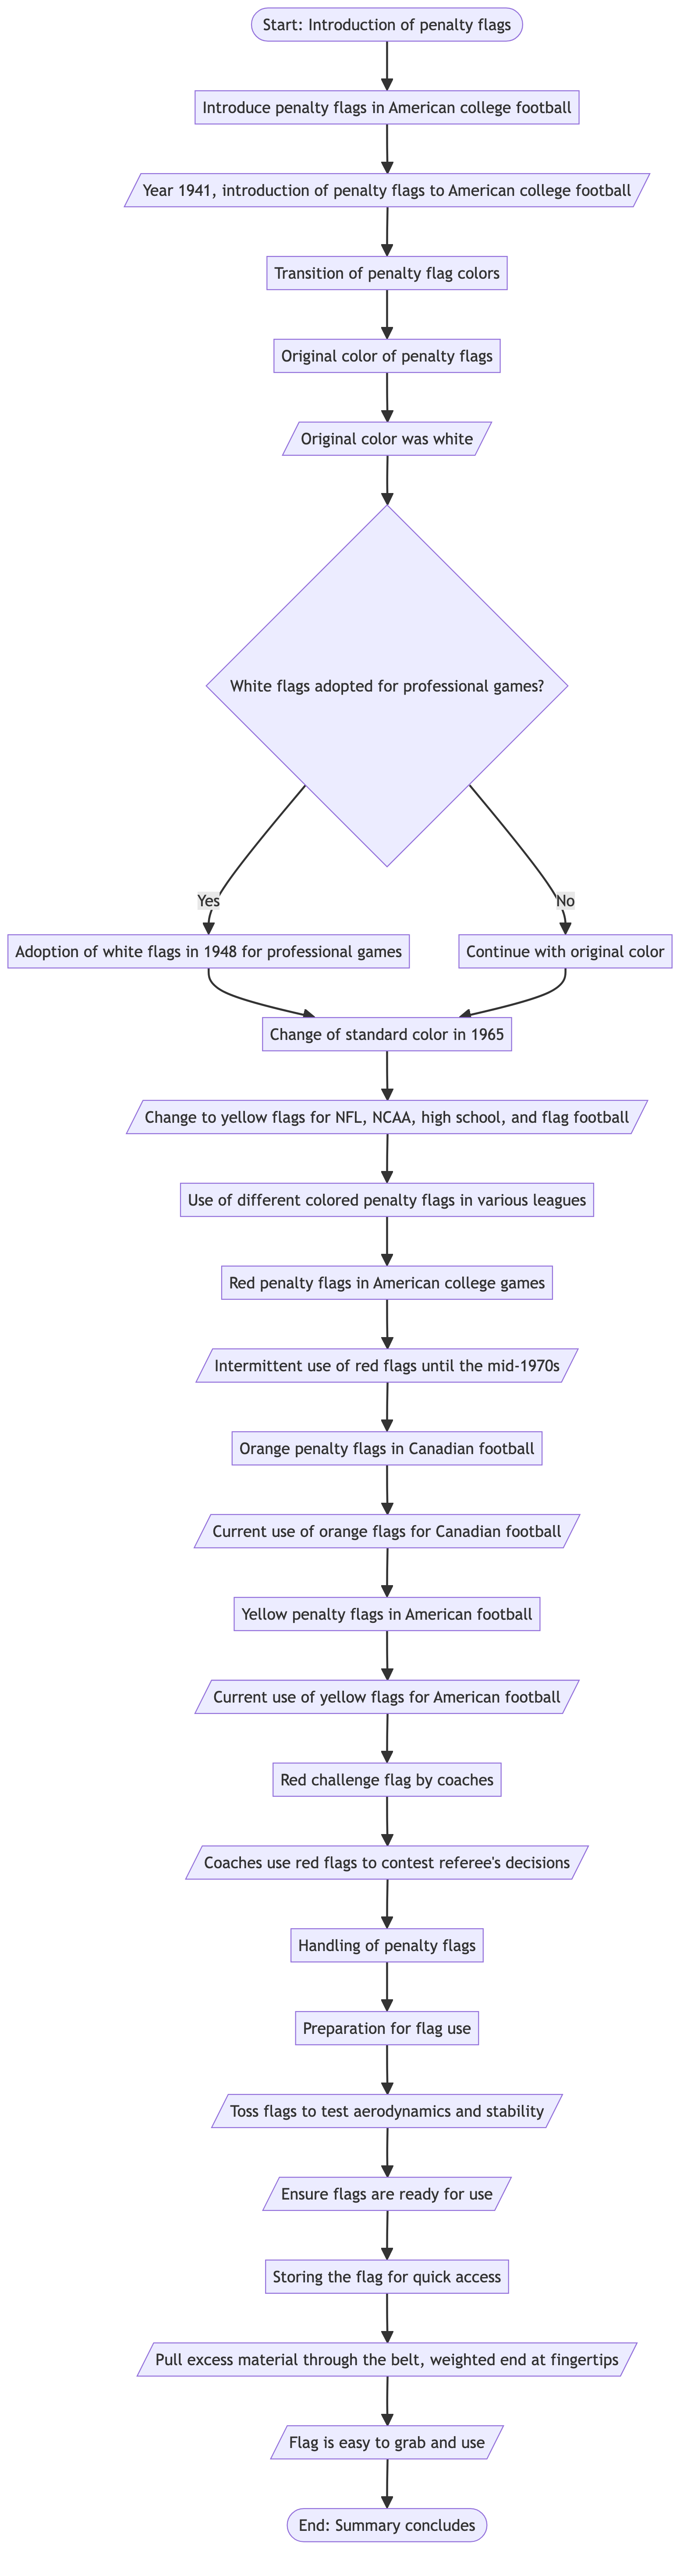 Start: Introduction of penalty flags
Introduce penalty flags in American college football
Year 1941, introduction of penalty flags to American college football
Transition of penalty flag colors
Original color of penalty flags
Original color was white
White flags adopted for professional games?
Yes
No
Adoption of white flags in 1948 for professional games
Continue with original color
Change of standard color in 1965
Change to yellow flags for NFL, NCAA, high school, and flag football
Use of different colored penalty flags in various leagues
Red penalty flags in American college games
Intermittent use of red flags until the mid-1970s
Orange penalty flags in Canadian football
Current use of orange flags for Canadian football
Yellow penalty flags in American football
Current use of yellow flags for American football
Red challenge flag by coaches
Coaches use red flags to contest referee's decisions
Handling of penalty flags
Preparation for flag use
Toss flags to test aerodynamics and stability
Ensure flags are ready for use
Storing the flag for quick access
Pull excess material through the belt, weighted end at fingertips
Flag is easy to grab and use
End: Summary concludes